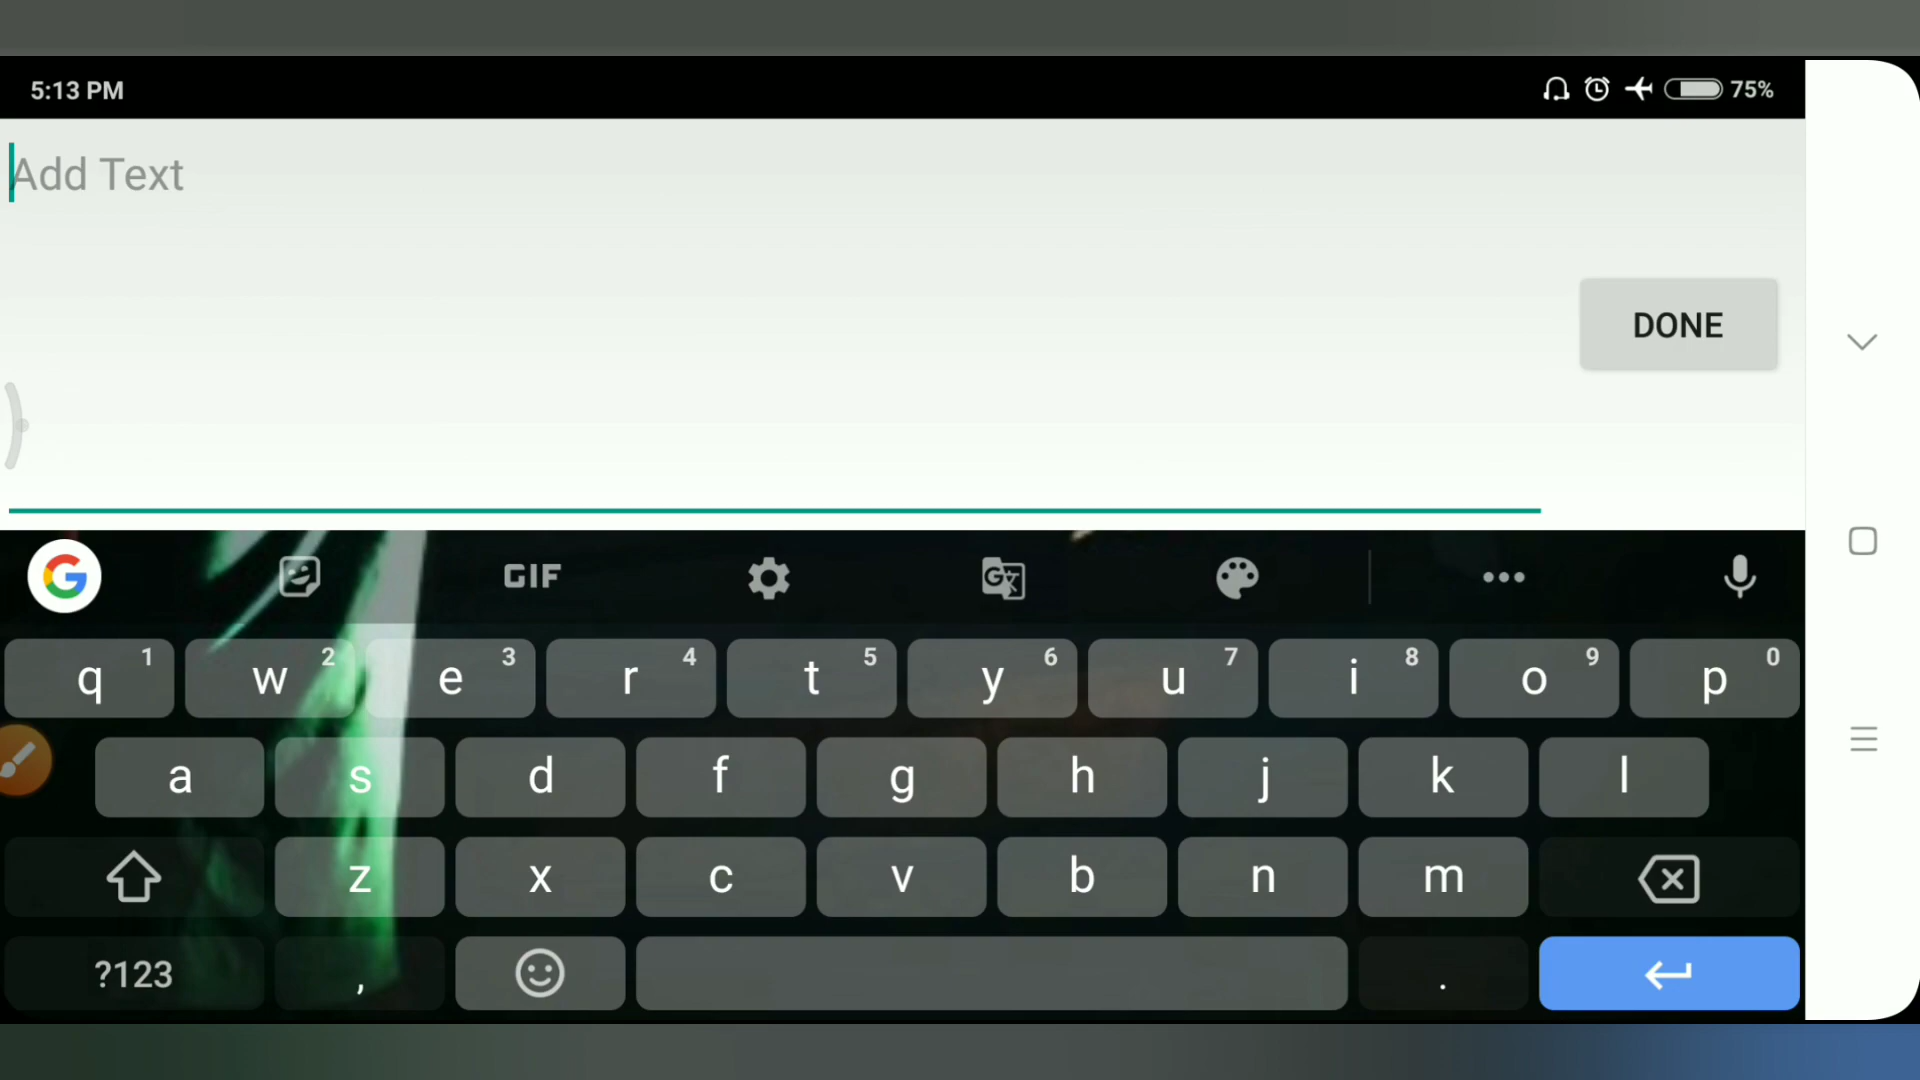 5:13 PM
75%
Add Text
DONE
G GIF G
q 1 w 2 e 3 r 4 t 5 y 6 u 7 i 8 o 9 p 0
a s d f g h j k l
z x c v b n m
?123 , .